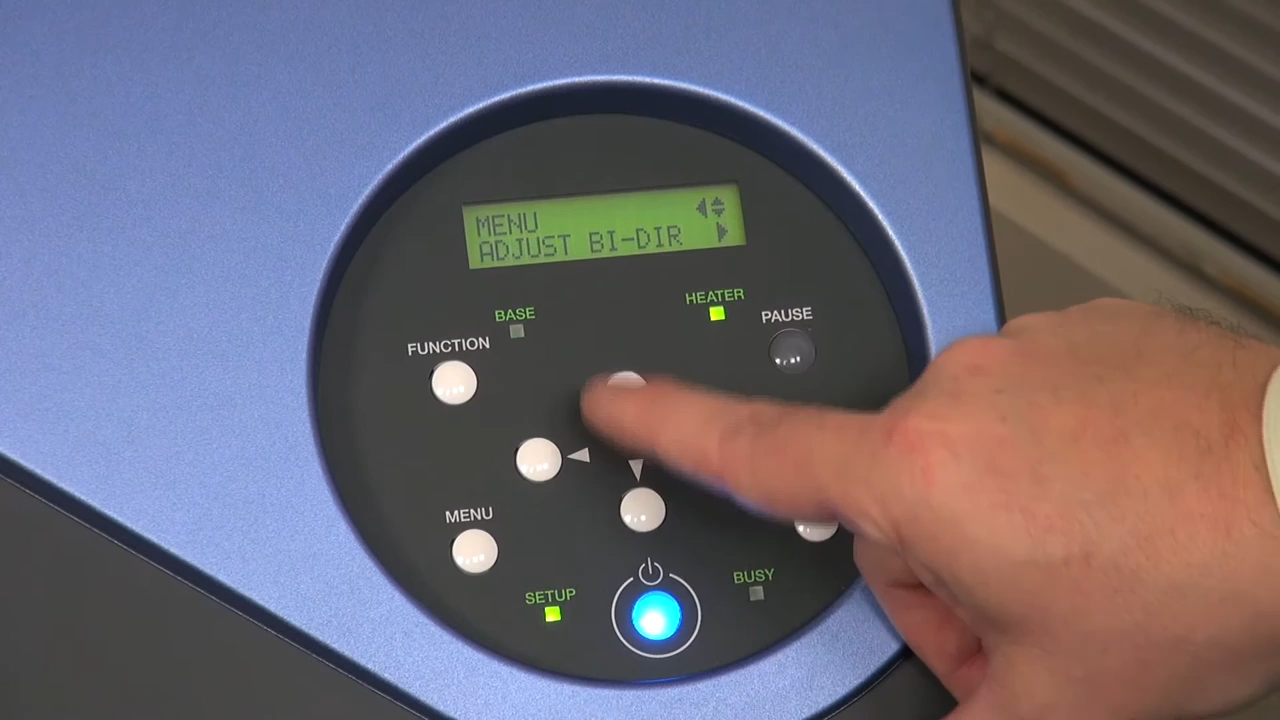 MENU
ADJUST BI-DIR
BASE
HEATER
FUNCTION
PAUSE
MENU
SETUP
BUSY